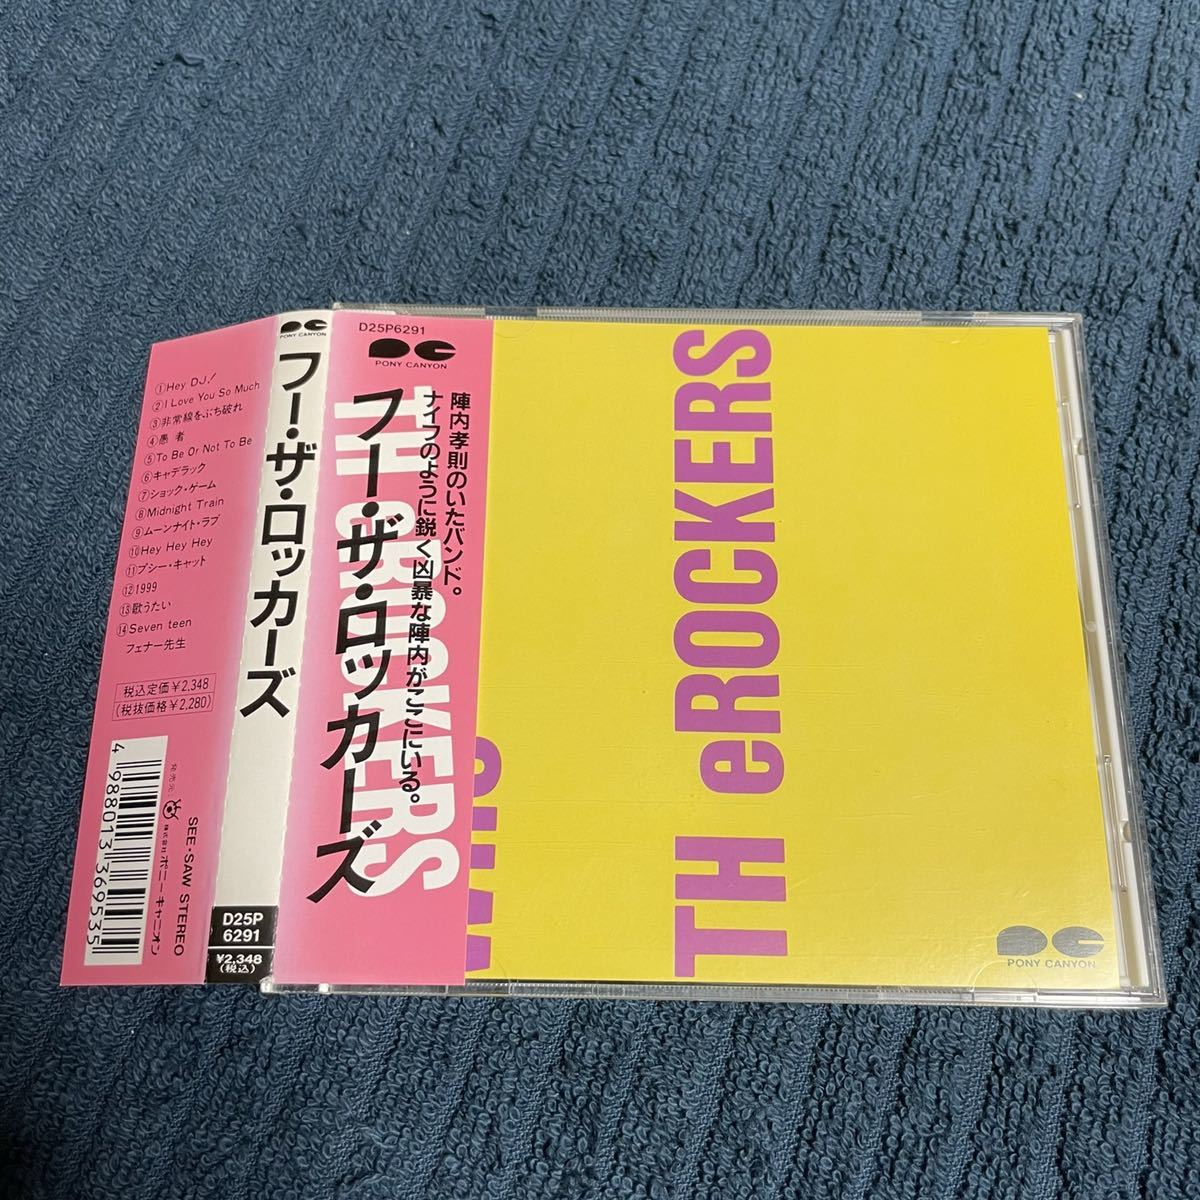 ①Hey DJ!
②I Love You So Much
③非常線をぶち破れ
④愚 者
⑤To Be Or Not To Be
⑥キャデラック
⑦ショック・ゲーム
⑧Midnight Train
⑨ムーンナイト・ラブ
⑩Hey Hey Hey
⑪プシー・キャット
⑫1999
⑬歌うたい
⑭Seven teen
フェナー先生
税込定価¥2,348
(税抜価格¥2,280)
4 988013 369535
発売元:
株式会社 ポニーキャニオン
SEE・SAW STEREO
PONY CANYON
フー・ザ・ロッカーズ
D25P
6291
¥2,348
(税込)
D25P6291
PONY CANYON
陣内孝則のいたバンド。
ナイフのように鋭く凶暴な陣内がここにいる。
フー・ザ・ロッカーズ
TH eROCKERS
WHO
TH eROCKERS
PONY CANYON